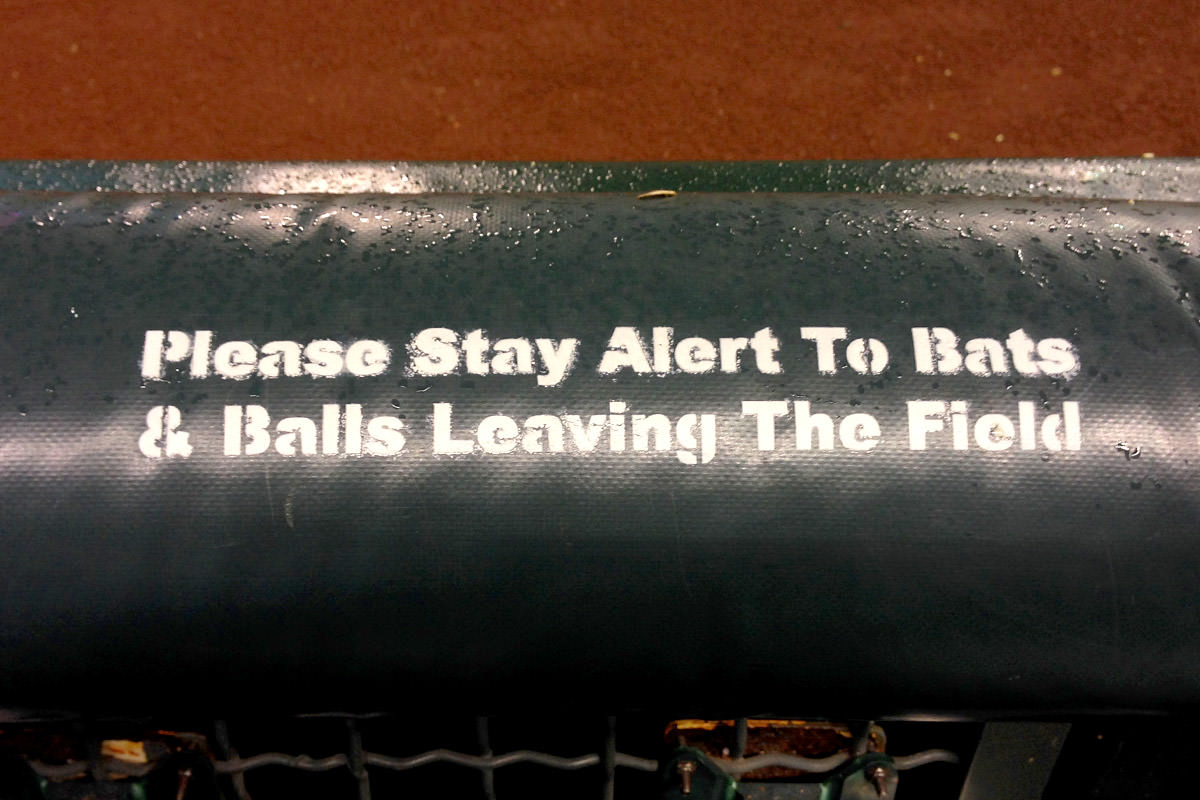 Please Stay Alert To Bats
& Balls Leaving The Field